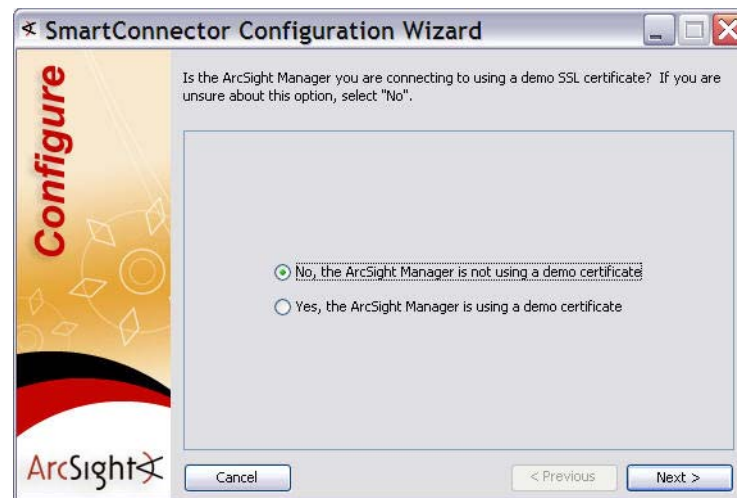 SmartConnector Configuration Wizard
Configure
Is the ArcSight Manager you are connecting to using a demo SSL certificate? If you are
unsure about this option, select "No".
No, the ArcSight Manager is not using a demo certificate
Yes, the ArcSight Manager is using a demo certificate
ArcSight
Cancel
< Previous
Next >